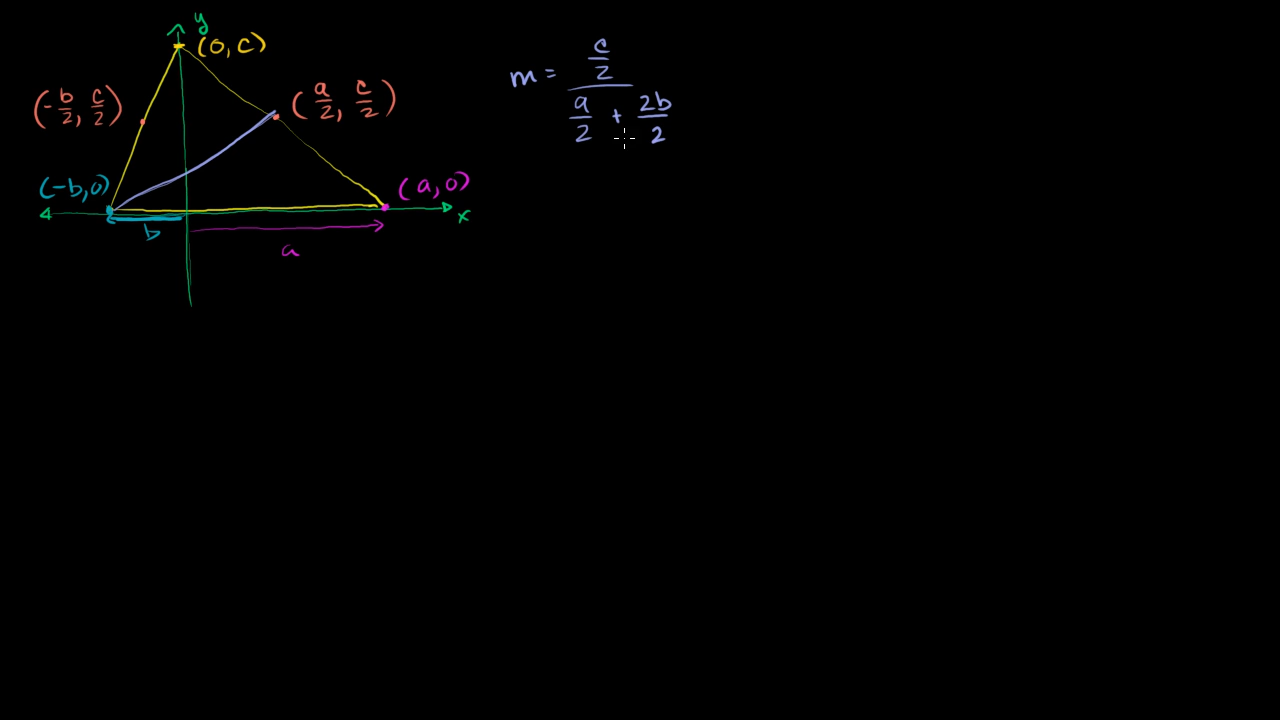 y
(0, c)
(-b/2, c/2)
(a/2, c/2)
(-b, 0)
(a, 0)
x
b
a
m = (c/2)/(a/2 + 2b/2)